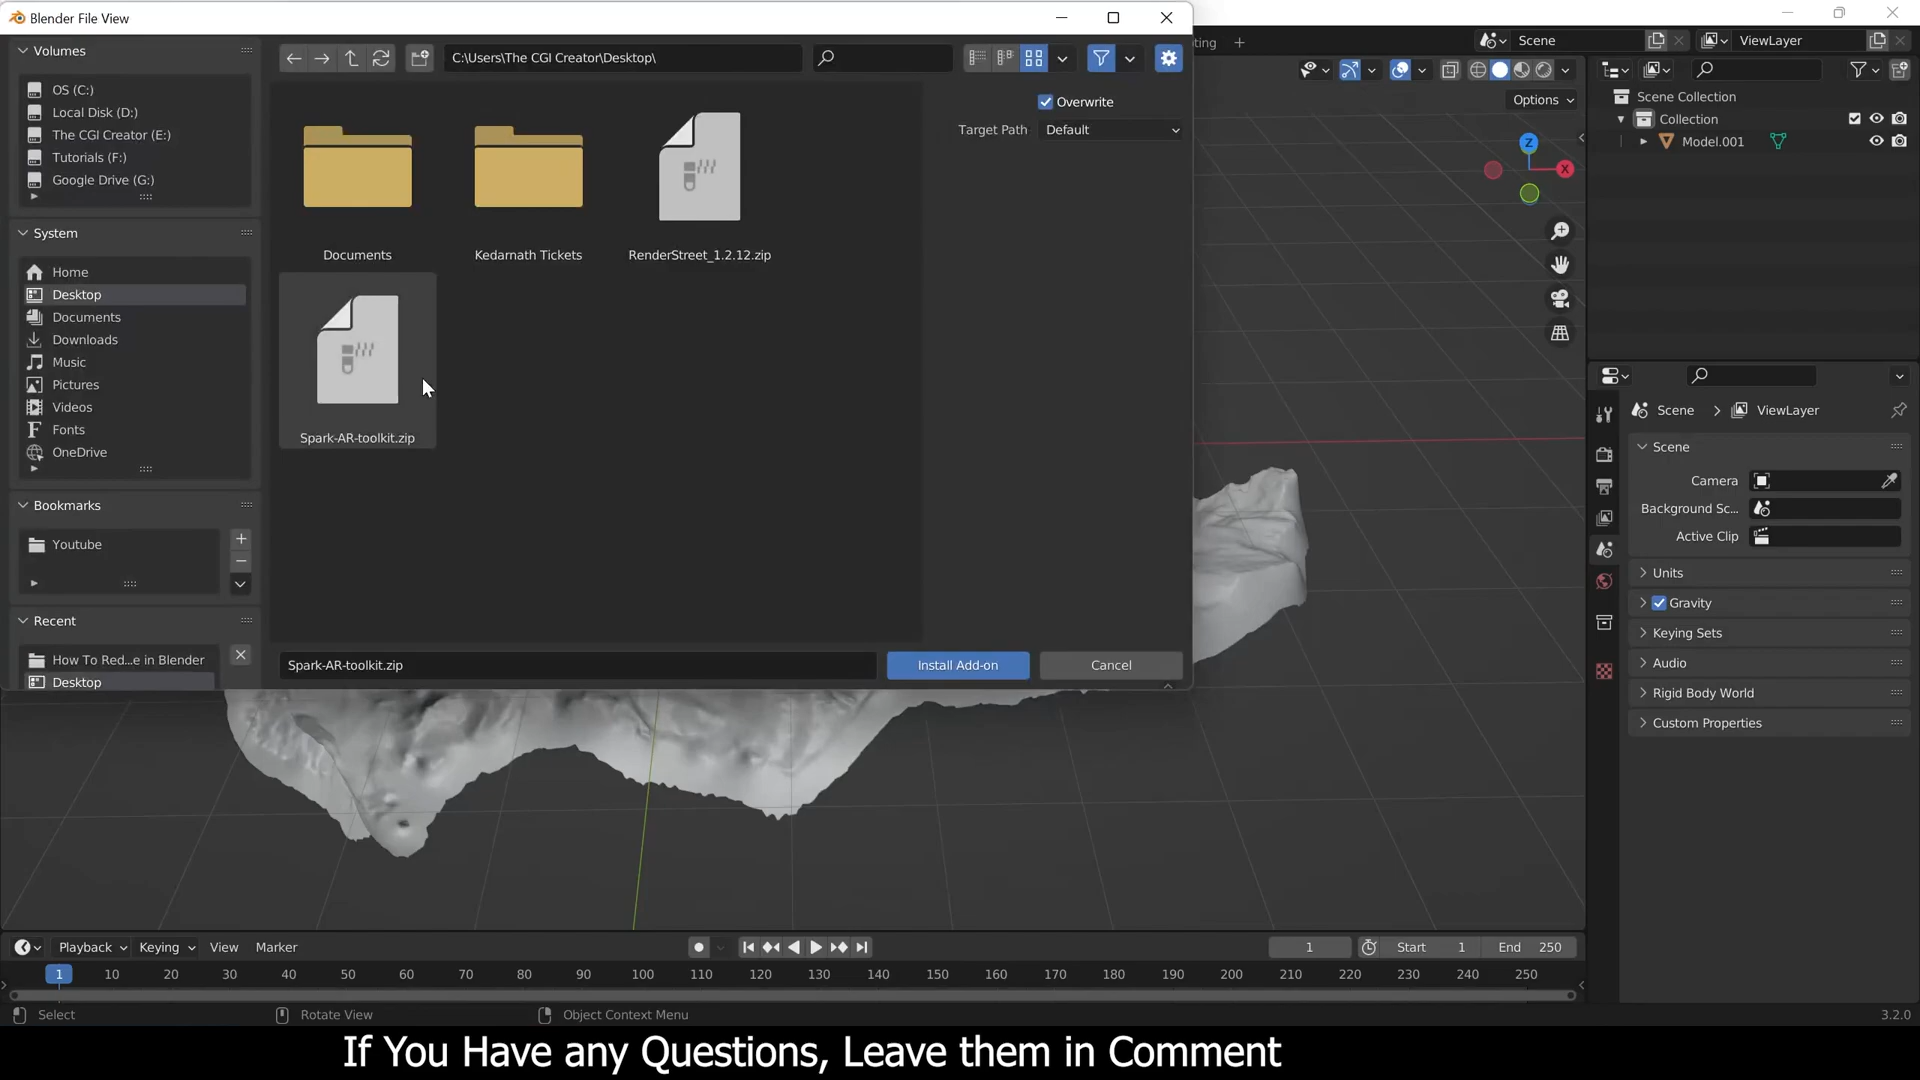 Blender File View
Volumes
OS (C:)
Local Disk (D:)
The CGI Creator (E:)
Tutorials (F:)
Google Drive (G:)
System
Home
Desktop
Documents
Downloads
Music
Pictures
Videos
Fonts
OneDrive
Bookmarks
Youtube
Recent
How To Red...e in Blender
Desktop
C:\Users\The CGI Creator\Desktop\
Documents
Kedarnath Tickets
RenderStreet_1.2.12.zip
Spark-AR-toolkit.zip
Overwrite
Target Path
Default
Spark-AR-toolkit.zip
Install Add-on
Cancel
ting
Scene
ViewLayer
Options
Z
X
Scene Collection
Collection
Model.001
Scene
ViewLayer
Scene
Camera
Background Sc...
Active Clip
Units
Gravity
Keying Sets
Audio
Rigid Body World
Custom Properties
Playback
Keying
View
Marker
1
Start 1
End 250
1 10 20 30 40 50 60 70 80 90 100 110 120 130 140 150 160 170 180 190 200 210 220 230 240 250
Select
Rotate View
Object Context Menu
3.2.0
If You Have any Questions, Leave them in Comment